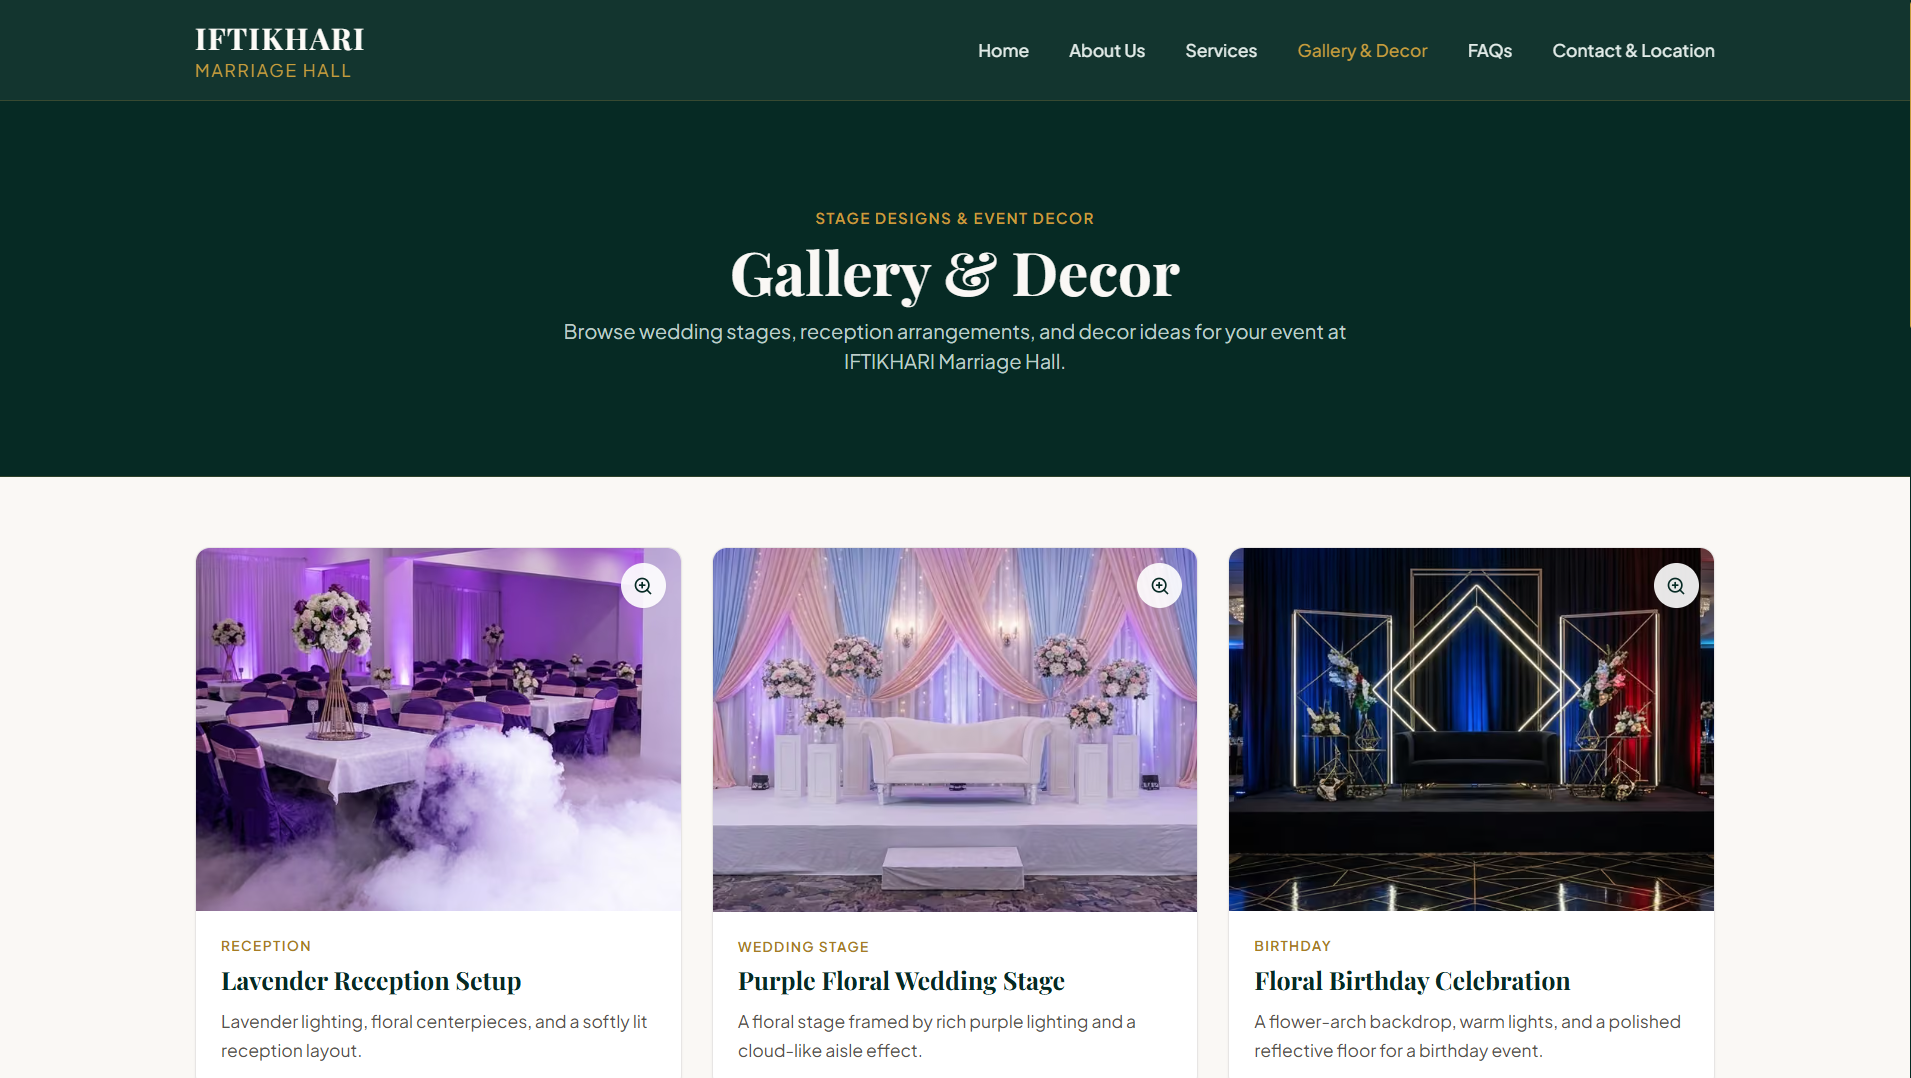 IFTIKHARI
MARRIAGE HALL
Home
About Us
Services
Gallery & Decor
FAQs
Contact & Location
STAGE DESIGNS & EVENT DECOR
Gallery & Decor
Browse wedding stages, reception arrangements, and decor ideas for your event at
IFTIKHARI Marriage Hall.
RECEPTION
Lavender Reception Setup
Lavender lighting, floral centerpieces, and a softly lit
reception layout.
WEDDING STAGE
Purple Floral Wedding Stage
A floral stage framed by rich purple lighting and a
cloud-like aisle effect.
BIRTHDAY
Floral Birthday Celebration
A flower-arch backdrop, warm lights, and a polished
reflective floor for a birthday event.